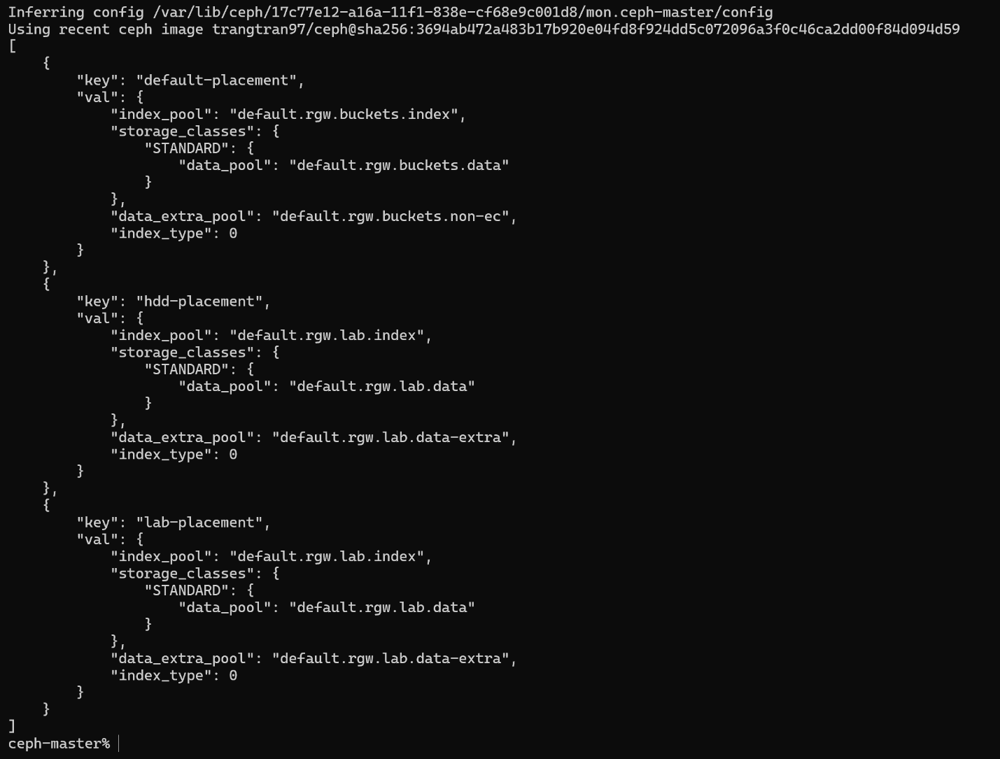 Inferring config /var/lib/ceph/17c77e12-a16a-11f1-838e-cf68e9c001d8/mon.ceph-master/config
Using recent ceph image trangtran97/ceph@sha256:3694ab472a483b17b920e04fd8f924dd5c072096a3f0c46ca2dd00f84d094d59
[
    {
        "key": "default-placement",
        "val": {
            "index_pool": "default.rgw.buckets.index",
            "storage_classes": {
                "STANDARD": {
                    "data_pool": "default.rgw.buckets.data"
                }
            },
            "data_extra_pool": "default.rgw.buckets.non-ec",
            "index_type": 0
        }
    },
    {
        "key": "hdd-placement",
        "val": {
            "index_pool": "default.rgw.lab.index",
            "storage_classes": {
                "STANDARD": {
                    "data_pool": "default.rgw.lab.data"
                }
            },
            "data_extra_pool": "default.rgw.lab.data-extra",
            "index_type": 0
        }
    },
    {
        "key": "lab-placement",
        "val": {
            "index_pool": "default.rgw.lab.index",
            "storage_classes": {
                "STANDARD": {
                    "data_pool": "default.rgw.lab.data"
                }
            },
            "data_extra_pool": "default.rgw.lab.data-extra",
            "index_type": 0
        }
    }
]
ceph-master%